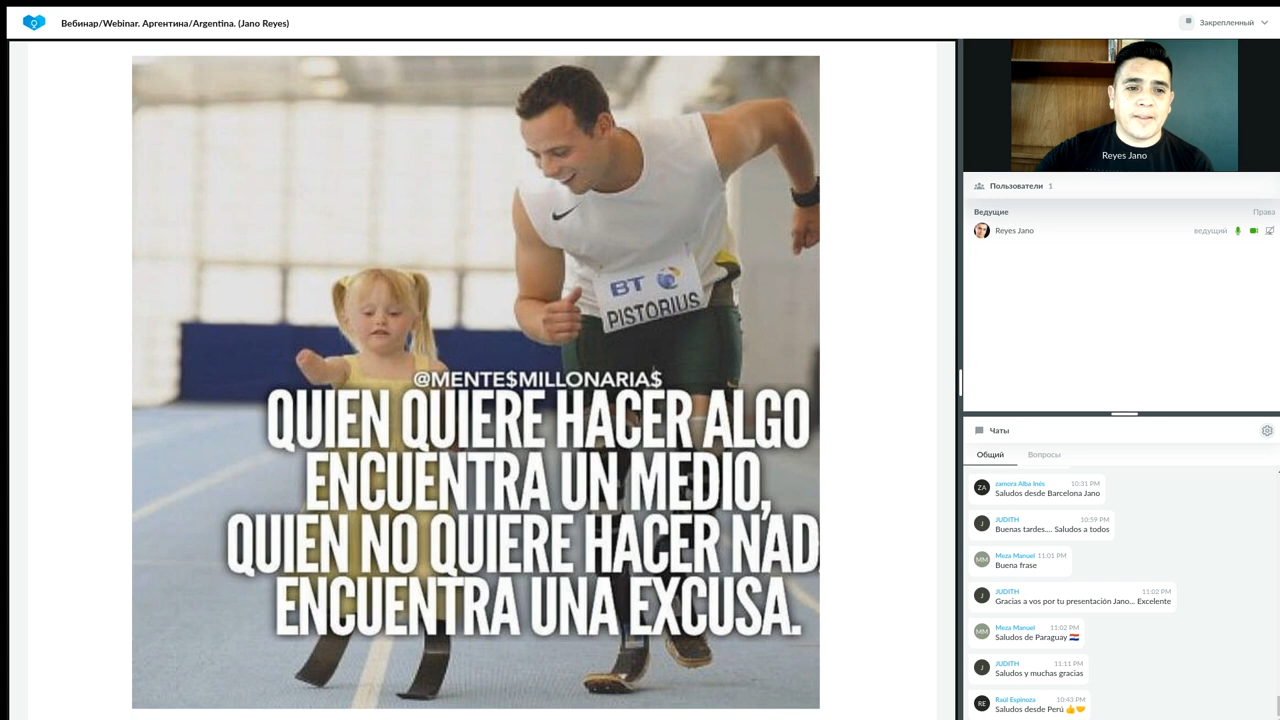 Вебинар/Webinar. Аргентина/Argentina. (Jano Reyes)
Закрепленный
BT
PISTORIUS
@MENTE$MILLONARIA$
QUIEN QUIERE HACER ALGO
ENCUENTRA UN MEDIO,
QUIEN NO QUIERE HACER NAD
ENCUENTRA UNA EXCUSA.
Reyes Jano
Пользователи 1
Ведущие Права
Reyes Jano ведущий
Чаты
Общий Вопросы
ZA zamora Alba Inés 10:31 PM
Saludos desde Barcelona Jano
J JUDITH 10:59 PM
Buenas tardes.... Saludos a todos
MM Meza Manuel 11:01 PM
Buena frase
J JUDITH 11:02 PM
Gracias a vos por tu presentación Jano... Excelente
MM Meza Manuel 11:02 PM
Saludos de Paraguay 🇵🇾
J JUDITH 11:11 PM
Saludos y muchas gracias
RE Raúl Espinoza 10:43 PM
Saludos desde Perú 👍🤝